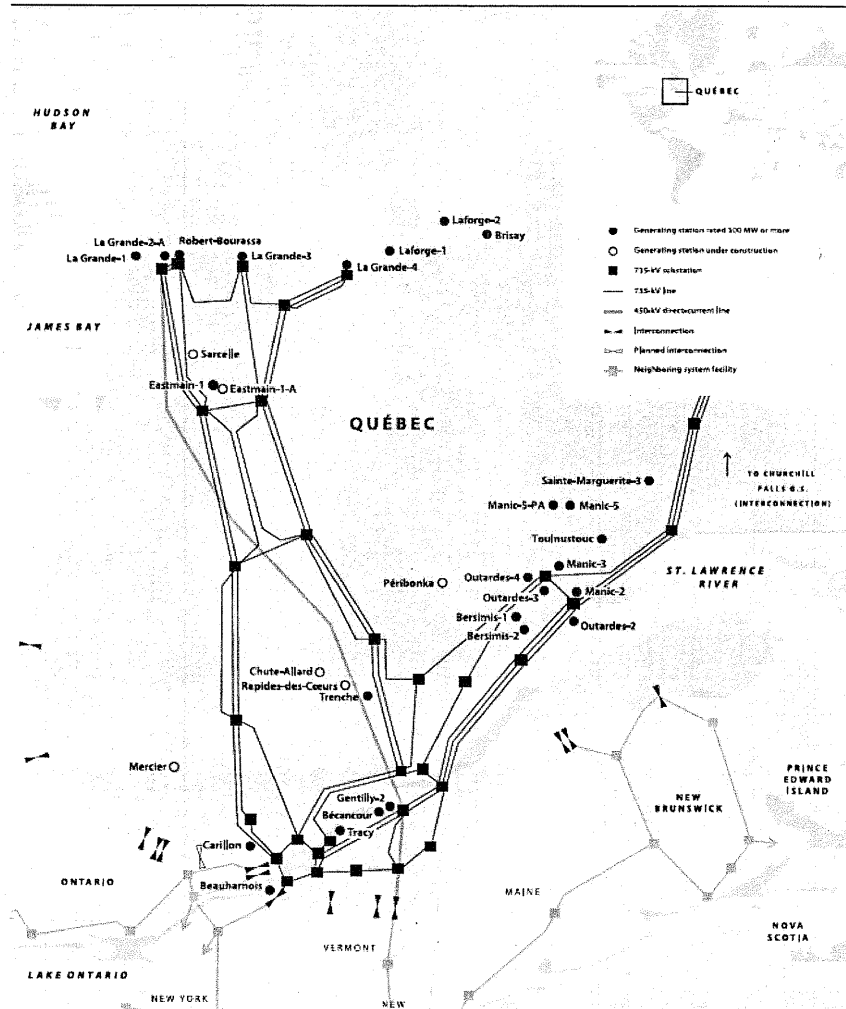 QUÉBEC
HUDSON
BAY
Laforge-2
Brisay
La Grande-2-A
Robert-Bourassa
La Grande-1
La Grande-3
Laforge-1
La Grande-4
Generating station rated 300 MW or more
Generating station under construction
735-kV substation
735-kV line
450-kV direct-current line
Interconnection
Planned interconnection
Neighboring system facility
JAMES BAY
Sarcelle
Eastmain-1
Eastmain-1-A
QUÉBEC
TO CHURCHILL
FALLS G.S.
(INTERCONNECTION)
Sainte-Marguerite-3
Manic-5-PA
Manic-5
Toulnustouc
Manic-3
ST. LAWRENCE
RIVER
Péribonka
Outardes-4
Outardes-3
Manic-2
Bersimis-1
Bersimis-2
Outardes-2
Chute-Allard
Rapides-des-Cœurs
Trenche
Mercier
PRINCE
EDWARD
ISLAND
NEW
BRUNSWICK
Gentilly-2
Bécancour
Tracy
Carillon
ONTARIO
Beauharnois
MAINE
NOVA
SCOTIA
VERMONT
LAKE ONTARIO
NEW YORK
NEW